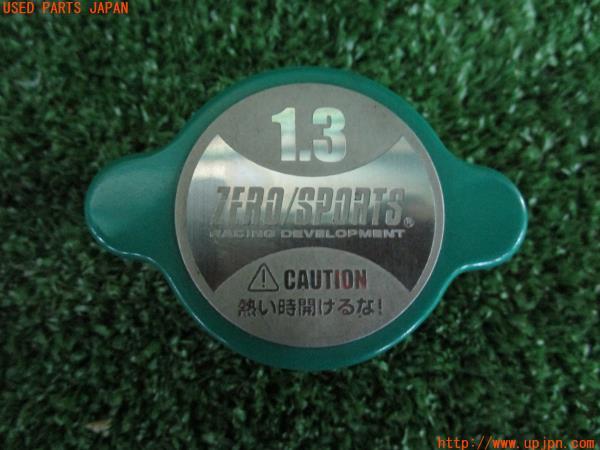 USED PARTS JAPAN
1.3
ZERO/SPORTS®
RACING DEVELOPMENT
⚠ CAUTION
熱い時開けるな!
http://www.upjpn.com/